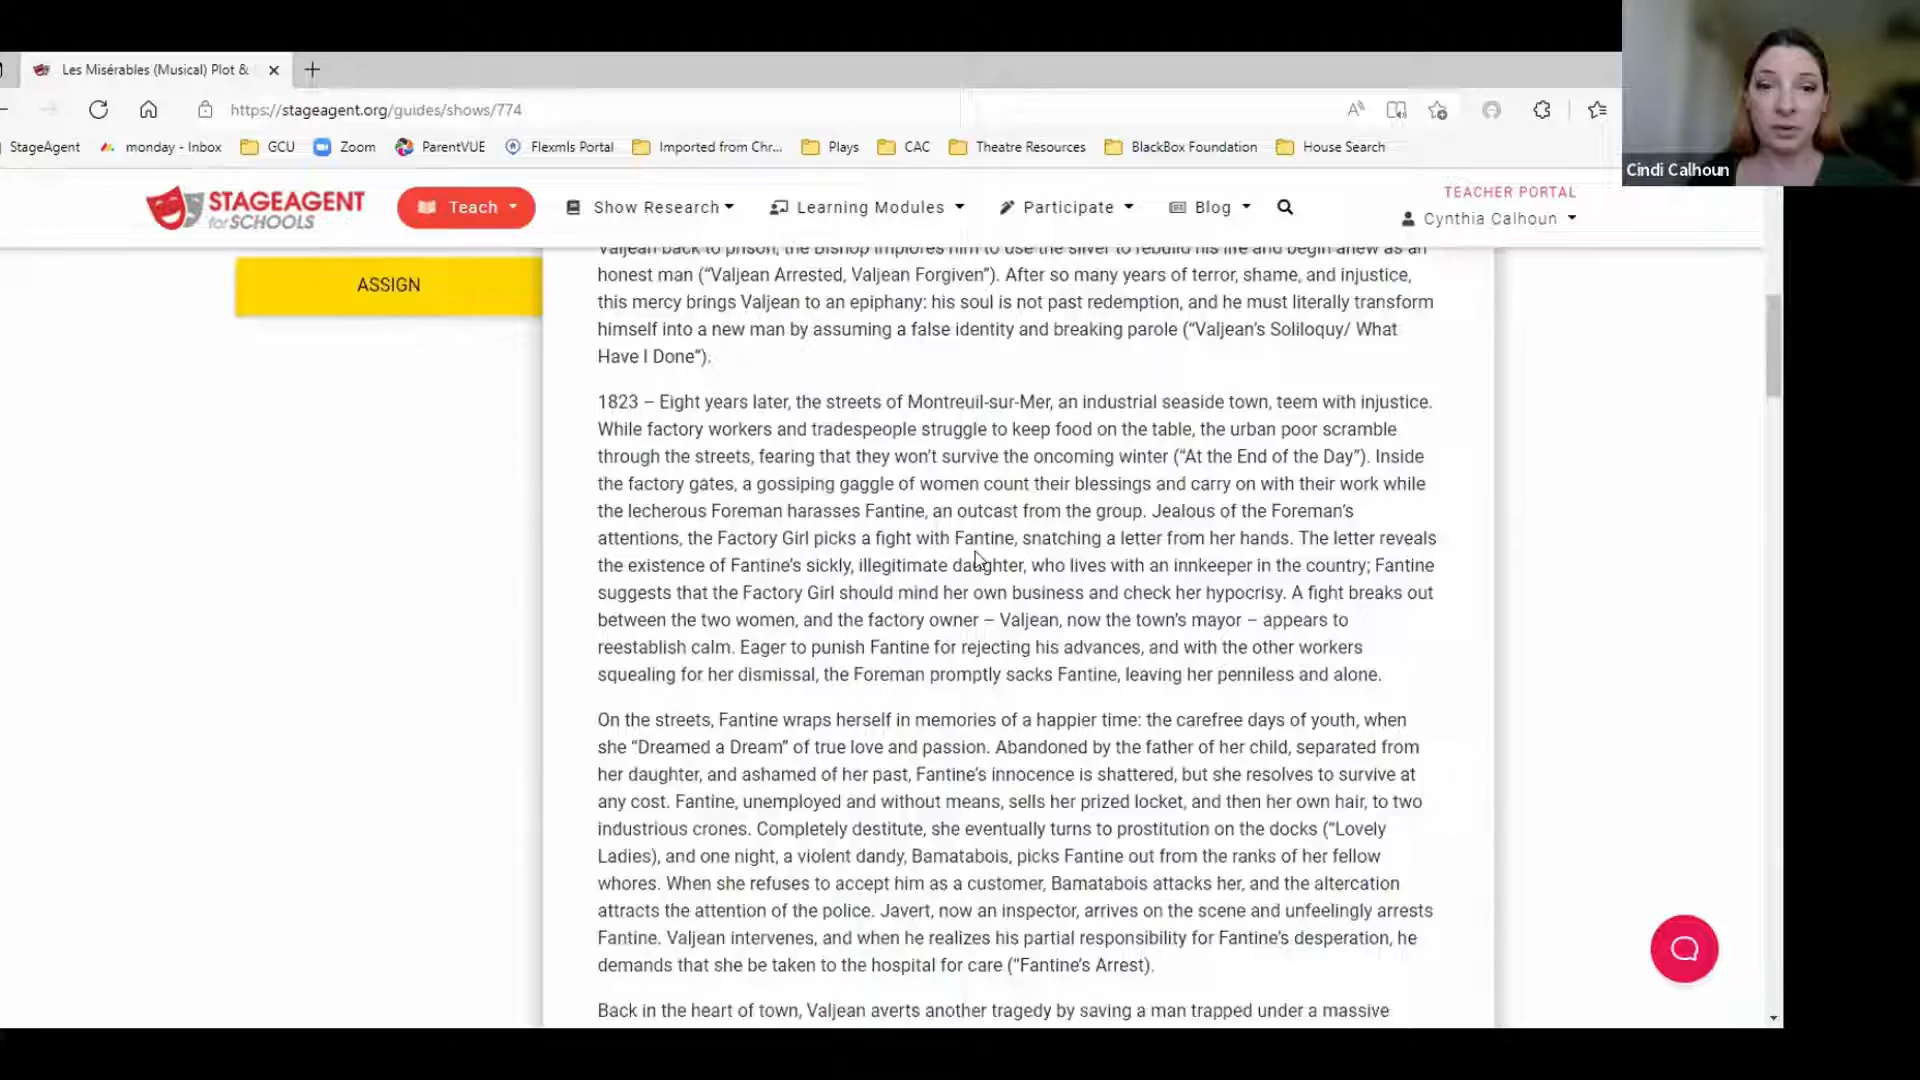 Les Misérables (Musical) Plot &
https://stageagent.org/guides/shows/774
StageAgent
monday - Inbox
GCU
Zoom
ParentVUE
Flexmls Portal
Imported from Chr...
Plays
CAC
Theatre Resources
BlackBox Foundation
House Search
Cindi Calhoun
STAGEAGENT
for SCHOOLS
Teach
Show Research
Learning Modules
Participate
Blog
TEACHER PORTAL
Cynthia Calhoun
ASSIGN
Valjean back to prison, the Bishop implores him to use the silver to rebuild his life and begin anew as an
honest man (“Valjean Arrested, Valjean Forgiven”). After so many years of terror, shame, and injustice,
this mercy brings Valjean to an epiphany: his soul is not past redemption, and he must literally transform
himself into a new man by assuming a false identity and breaking parole (“Valjean’s Soliloquy/ What
Have I Done”).
1823 – Eight years later, the streets of Montreuil-sur-Mer, an industrial seaside town, teem with injustice.
While factory workers and tradespeople struggle to keep food on the table, the urban poor scramble
through the streets, fearing that they won’t survive the oncoming winter (“At the End of the Day”). Inside
the factory gates, a gossiping gaggle of women count their blessings and carry on with their work while
the lecherous Foreman harasses Fantine, an outcast from the group. Jealous of the Foreman’s
attentions, the Factory Girl picks a fight with Fantine, snatching a letter from her hands. The letter reveals
the existence of Fantine’s sickly, illegitimate daughter, who lives with an innkeeper in the country; Fantine
suggests that the Factory Girl should mind her own business and check her hypocrisy. A fight breaks out
between the two women, and the factory owner – Valjean, now the town’s mayor – appears to
reestablish calm. Eager to punish Fantine for rejecting his advances, and with the other workers
squealing for her dismissal, the Foreman promptly sacks Fantine, leaving her penniless and alone.
On the streets, Fantine wraps herself in memories of a happier time: the carefree days of youth, when
she “Dreamed a Dream” of true love and passion. Abandoned by the father of her child, separated from
her daughter, and ashamed of her past, Fantine’s innocence is shattered, but she resolves to survive at
any cost. Fantine, unemployed and without means, sells her prized locket, and then her own hair, to two
industrious crones. Completely destitute, she eventually turns to prostitution on the docks (“Lovely
Ladies), and one night, a violent dandy, Bamatabois, picks Fantine out from the ranks of her fellow
whores. When she refuses to accept him as a customer, Bamatabois attacks her, and the altercation
attracts the attention of the police. Javert, now an inspector, arrives on the scene and unfeelingly arrests
Fantine. Valjean intervenes, and when he realizes his partial responsibility for Fantine’s desperation, he
demands that she be taken to the hospital for care (“Fantine’s Arrest).
Back in the heart of town, Valjean averts another tragedy by saving a man trapped under a massive